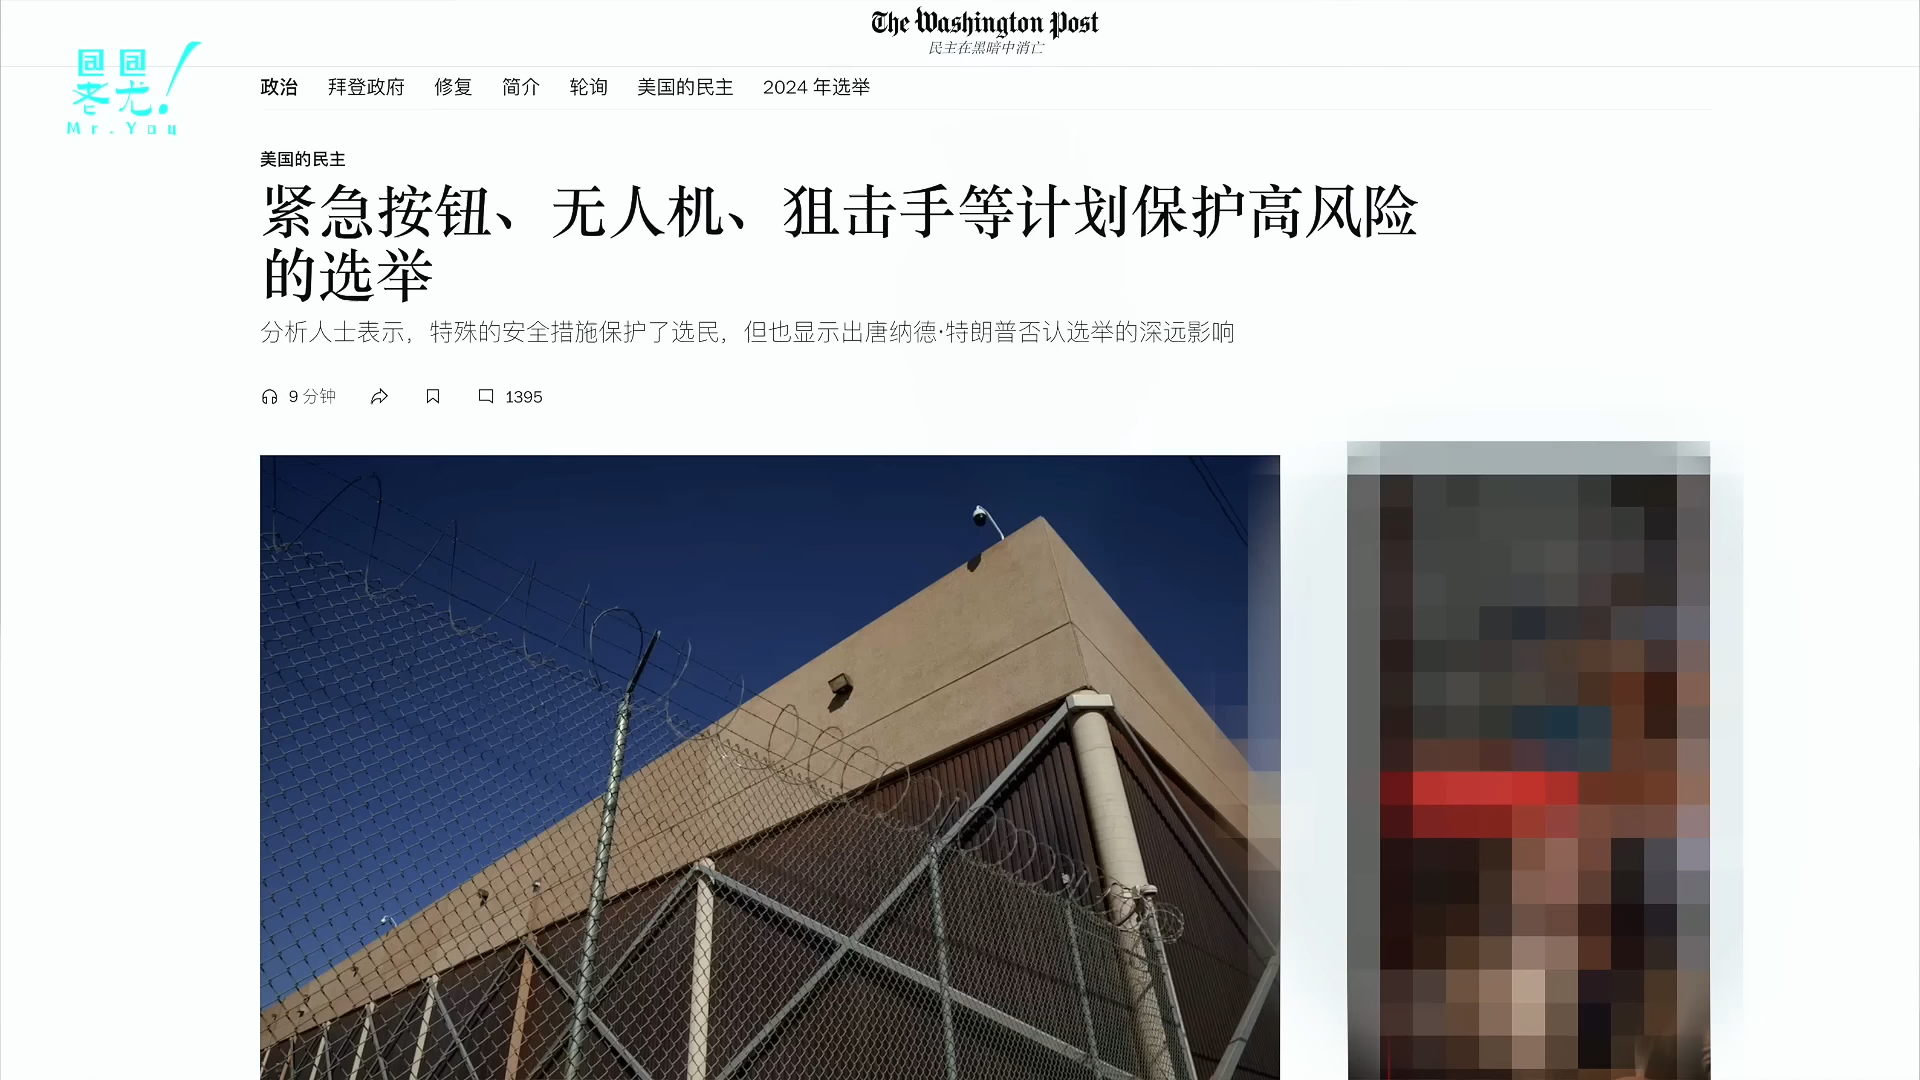 The Washington Post
民主在黑暗中消亡
Mr.You
政治 拜登政府 修复 简介 轮询 美国的民主 2024 年选举
美国的民主
紧急按钮、无人机、狙击手等计划保护高风险
的选举
分析人士表示，特殊的安全措施保护了选民，但也显示出唐纳德·特朗普否认选举的深远影响
9 分钟 1395